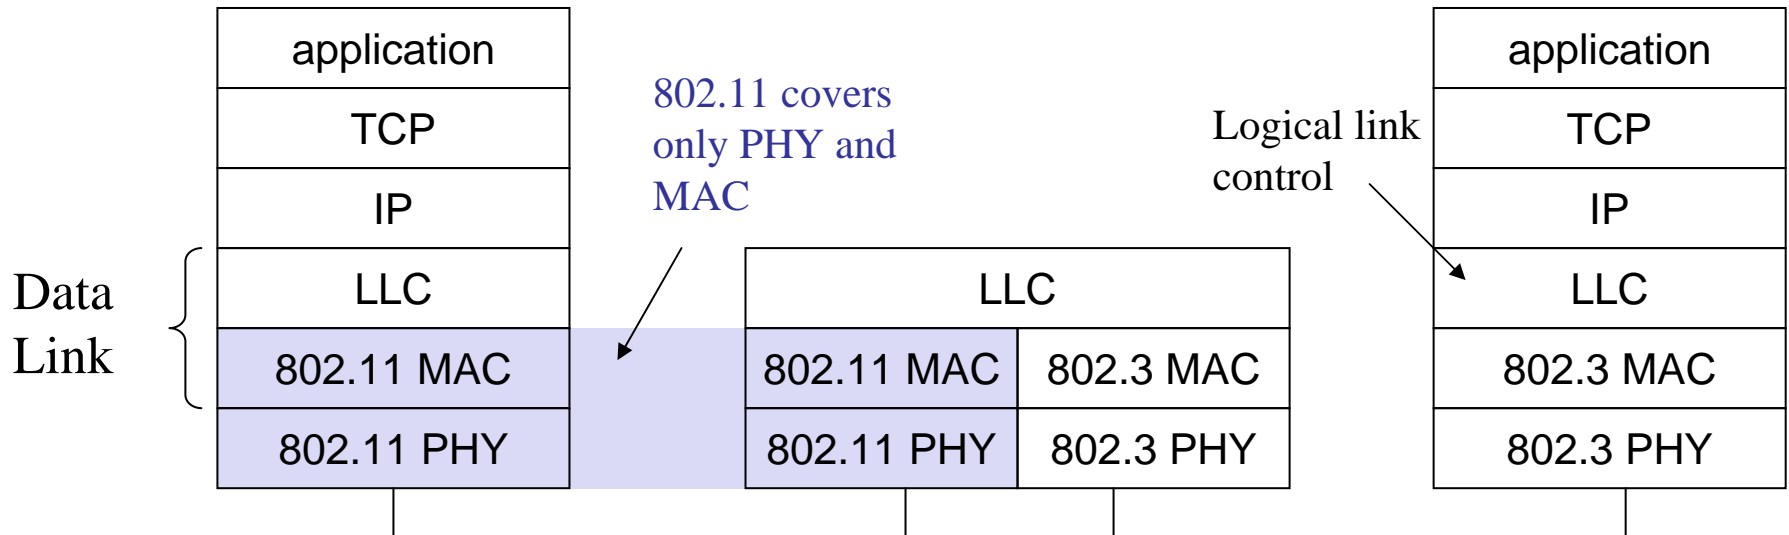 application
TCP
IP
LLC
802.11 MAC
802.11 PHY
Data
Link
802.11 covers
only PHY and
MAC
LLC
802.11 MAC
802.3 MAC
802.11 PHY
802.3 PHY
Logical link
control
application
TCP
IP
LLC
802.3 MAC
802.3 PHY